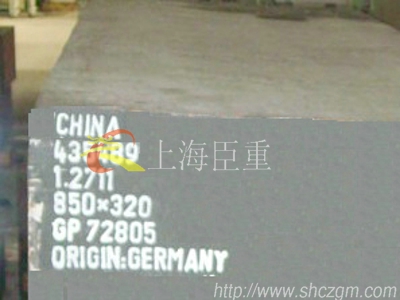 CHINA
1.2711
850×320
GP 72805
ORIGIN:GERMANY
上海臣重
http://www.shczgm.com